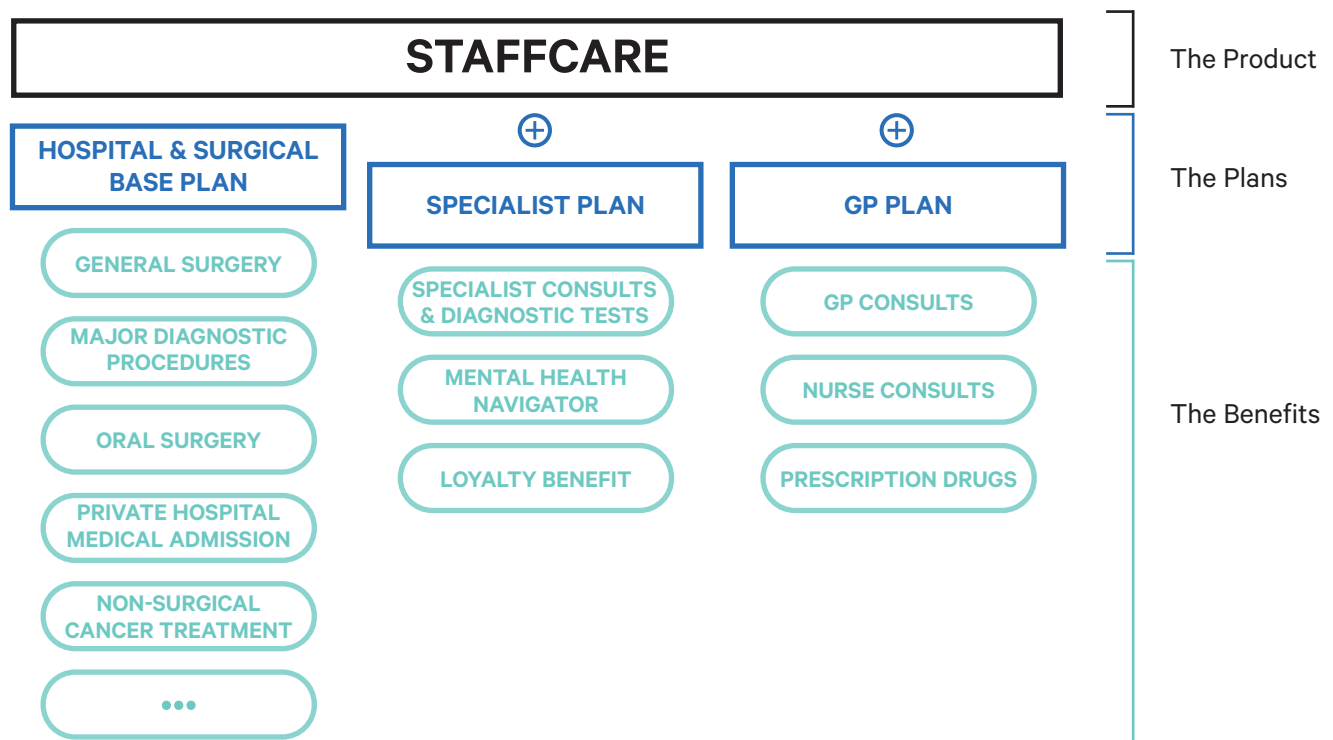 STAFFCARE
The Product
HOSPITAL & SURGICAL
BASE PLAN
SPECIALIST PLAN
GP PLAN
The Plans
GENERAL SURGERY
MAJOR DIAGNOSTIC
PROCEDURES
ORAL SURGERY
PRIVATE HOSPITAL
MEDICAL ADMISSION
NON-SURGICAL
CANCER TREATMENT
•••
SPECIALIST CONSULTS
& DIAGNOSTIC TESTS
MENTAL HEALTH
NAVIGATOR
LOYALTY BENEFIT
GP CONSULTS
NURSE CONSULTS
PRESCRIPTION DRUGS
The Benefits